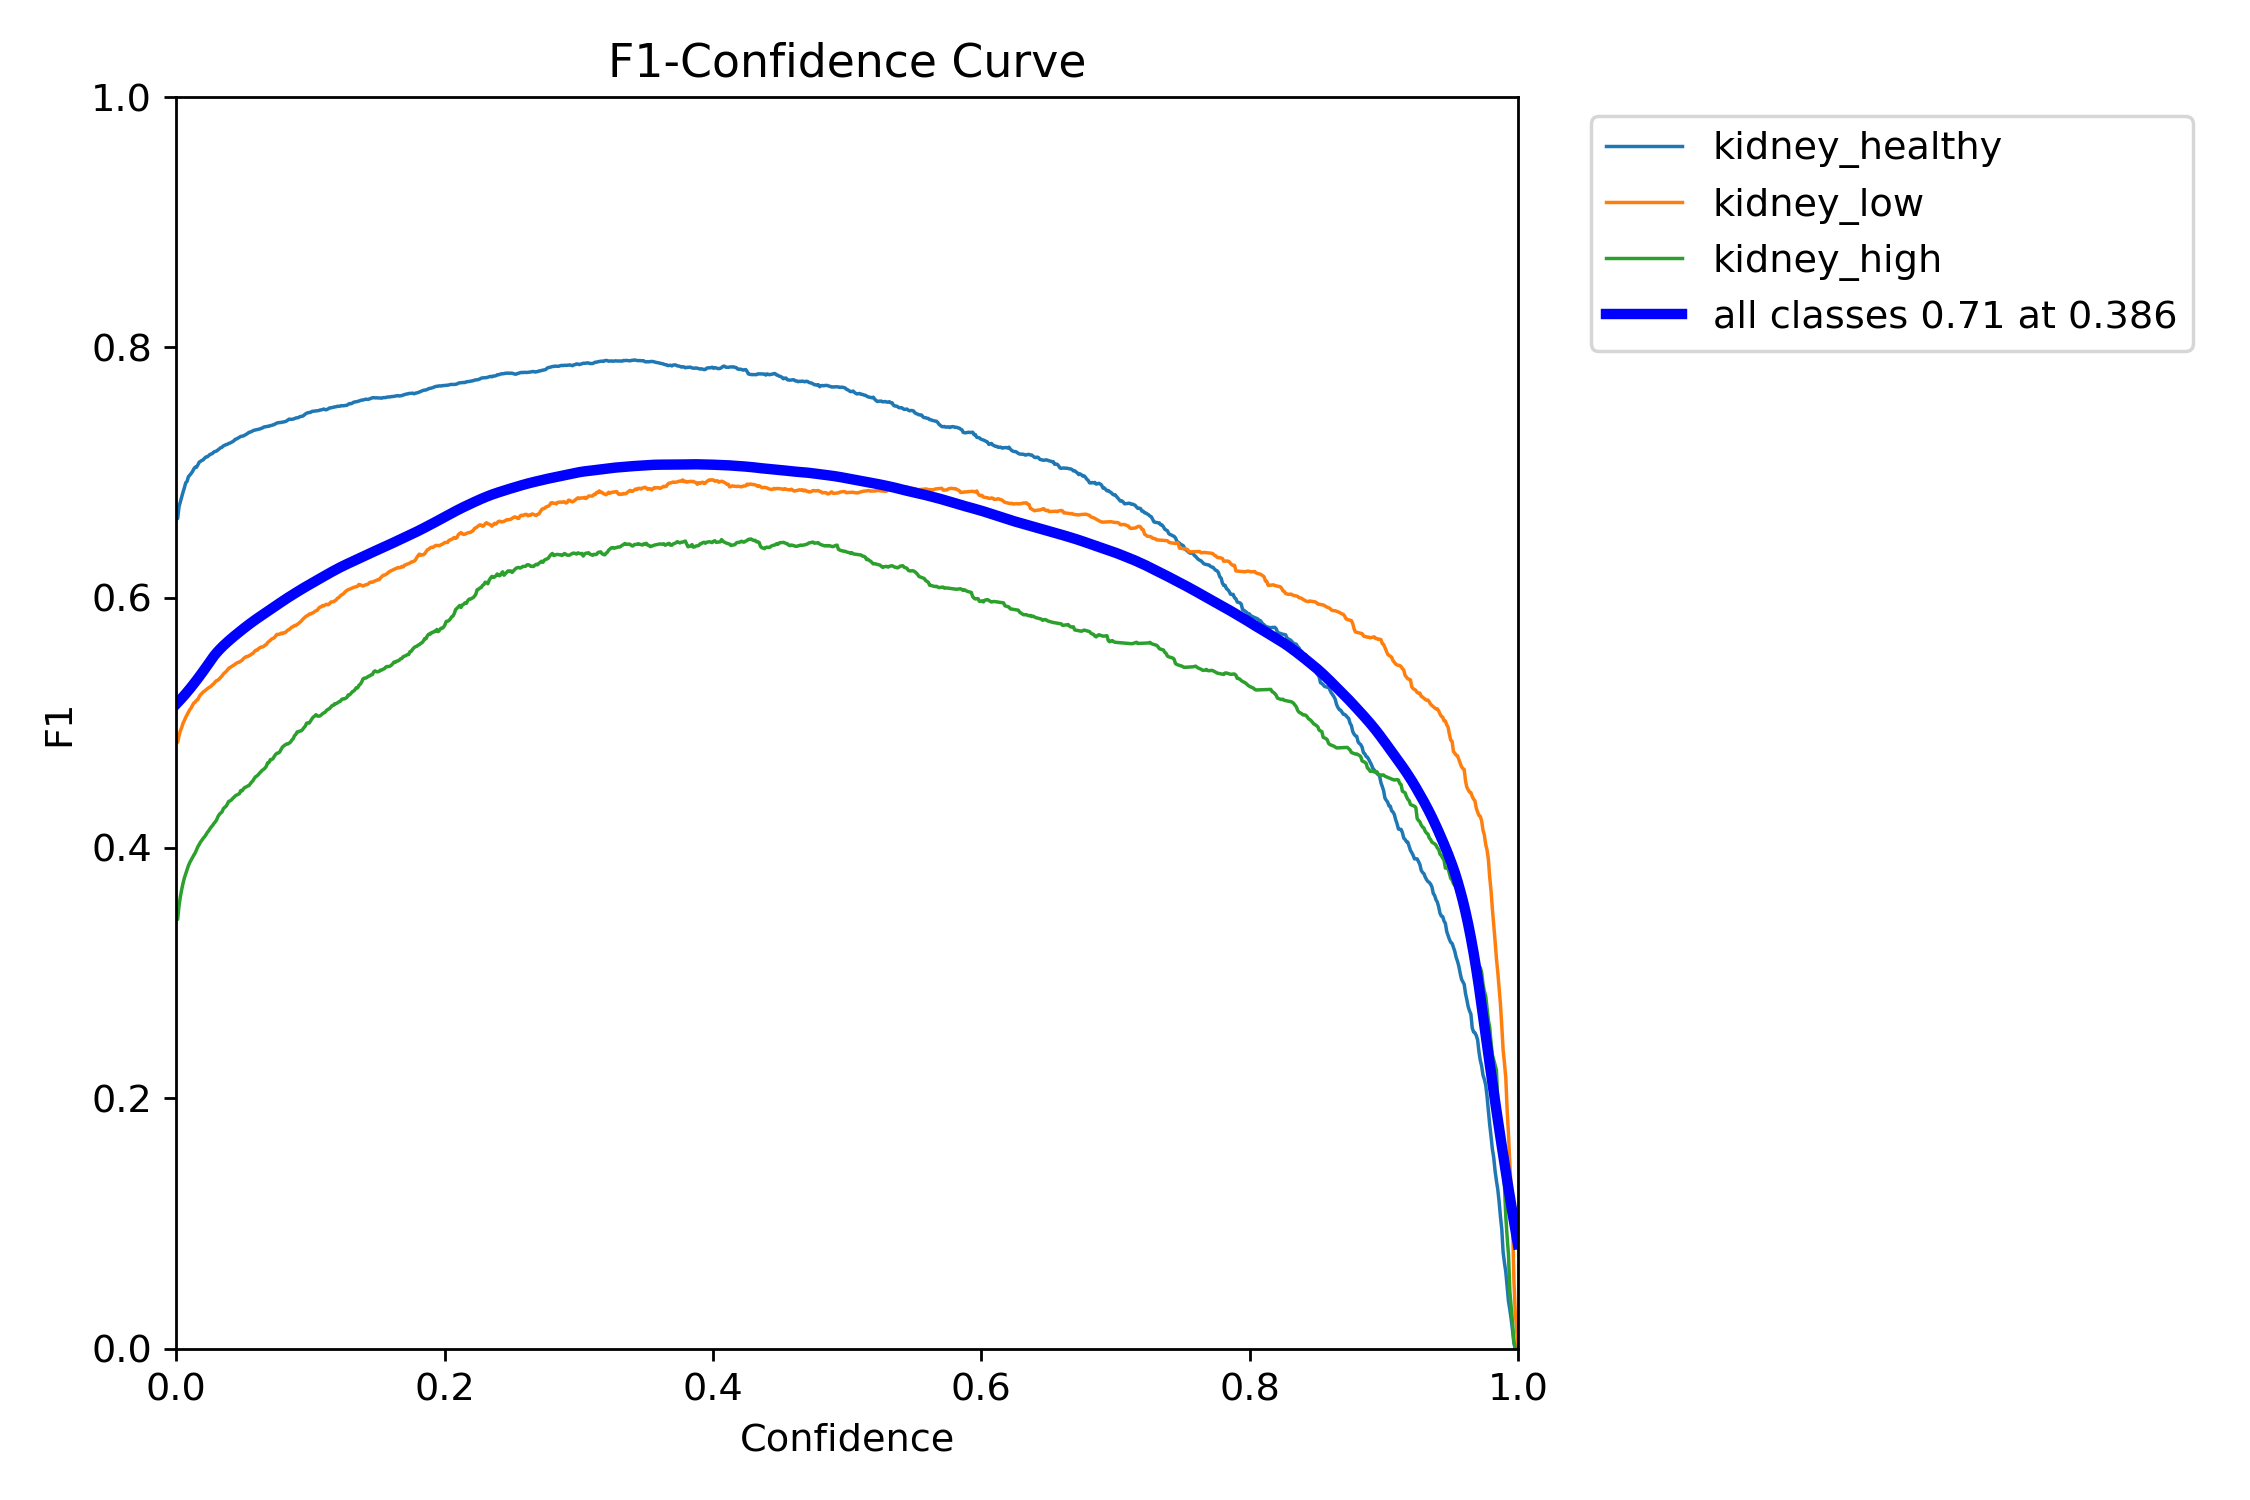 F1-Confidence Curve
1.0
0.8
0.6
0.4
0.2
0.0
F1
0.0 0.2 0.4 0.6 0.8 1.0
Confidence
kidney_healthy
kidney_low
kidney_high
all classes 0.71 at 0.386